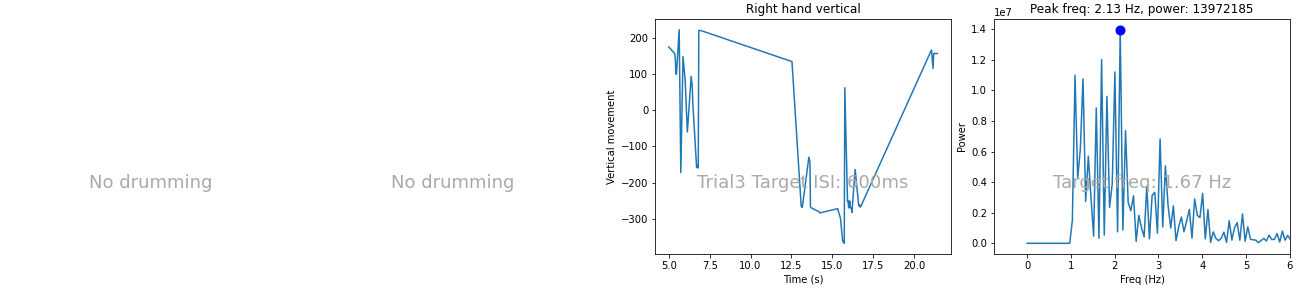 No drumming
No drumming
Right hand vertical
Vertical movement
200
100
0
−100
−200
−300
5.0 7.5 10.0 12.5 15.0 17.5 20.0
Time (s)
Trial3 Target ISI: 600ms
Peak freq: 2.13 Hz, power: 13972185
1e7
Power
1.4
1.2
1.0
0.8
0.6
0.4
0.2
0.0
0 1 2 3 4 5 6
Freq (Hz)
Target freq: 1.67 Hz